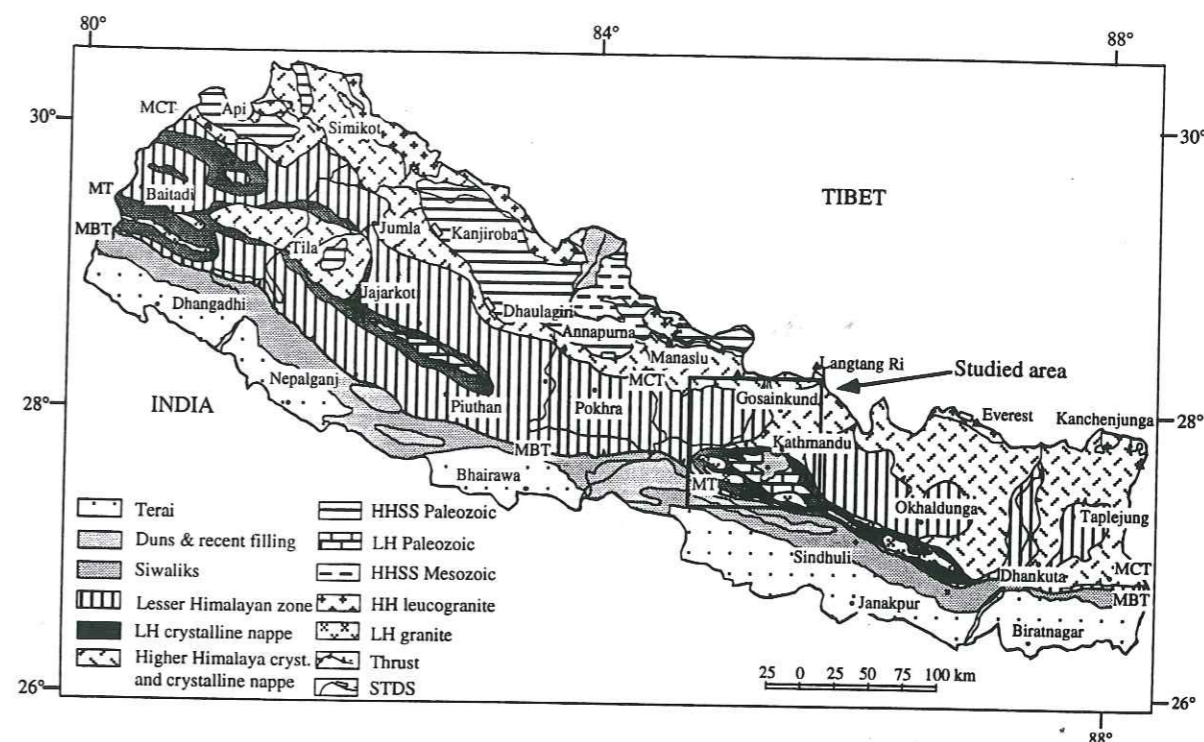 80°
84°
88°
30°
30°
MCT
Api
Simikot
TIBET
MT
Baitadi
MBT
Tila
Jumla
Kanjiroba
Dhangadhi
Jajarkot
Dhaulagiri
Annapurna
Manaslu
Langtang Ri
Studied area
Nepalganj
MCT
28°
INDIA
Piuthan
Pokhra
Gosainkund
Everest
Kanchenjunga
28°
Kathmandu
MBT
Bhairawa
MT
Okhaldunga
Taplejung
Sindhuli
Dhankuta
MCT
MBT
Janakpur
Biratnagar
Terai
Duns & recent filling
Siwaliks
Lesser Himalayan zone
LH crystalline nappe
Higher Himalaya cryst.
and crystalline nappe
HHSS Paleozoic
LH Paleozoic
HHSS Mesozoic
HH leucogranite
LH granite
Thrust
STDS
25 0 25 50 75 100 km
26°
26°
88°